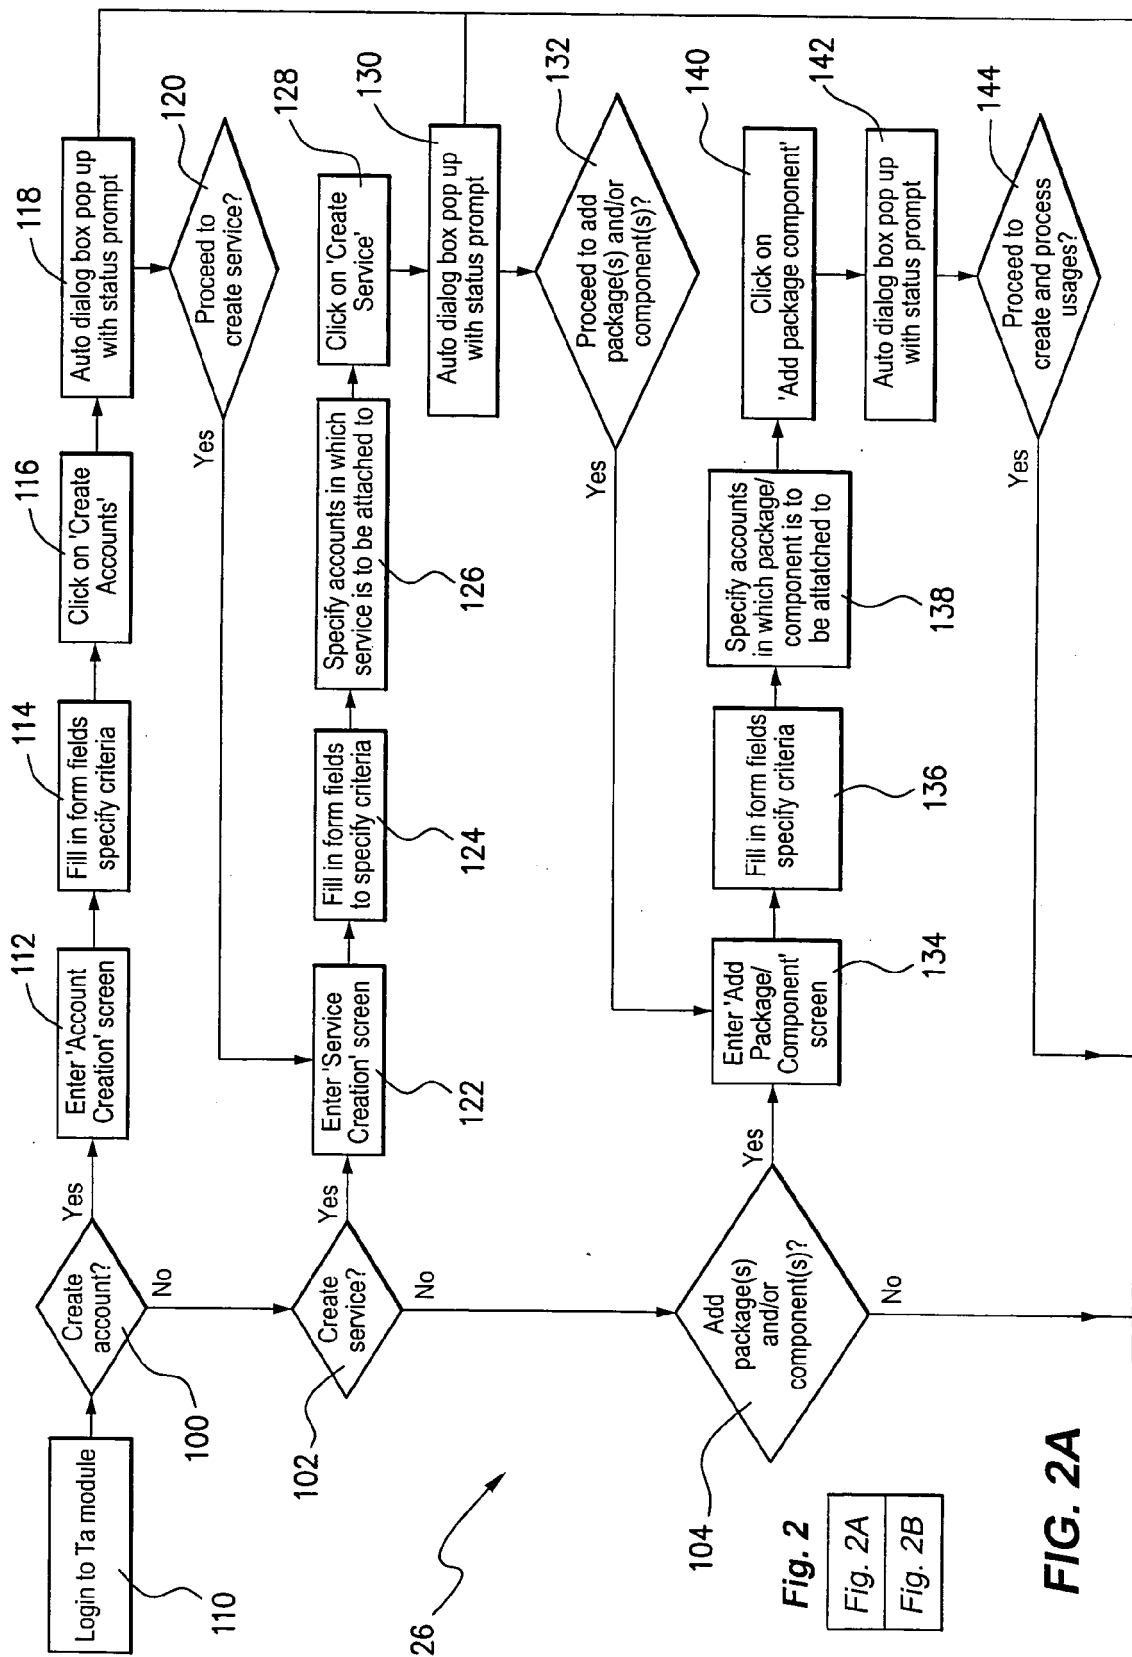 Login to Ta module
110
Create
account?
100
Yes
No
Enter 'Account
Creation' screen
112
Fill in form fields
specify criteria
114
Click on 'Create
Accounts'
116
Auto dialog box pop up
with status prompt
118
Proceed to
create service?
120
Yes
Create
service?
102
Yes
No
Enter 'Service
Creation' screen
122
Fill in form fields
to specify criteria
124
Specify accounts in which
service is to be attached to
126
Click on 'Create
Service'
128
Auto dialog box pop up
with status prompt
130
Proceed to add
package(s) and/or
component(s)?
132
Yes
Add
package(s)
and/or
component(s)?
104
Yes
No
Enter 'Add
Package/
Component'
screen
134
Fill in form fields
specify criteria
136
Specify accounts
in which package/
component is to
be attatched to
138
Click on
'Add package component'
140
Auto dialog box pop up
with status prompt
142
Proceed to
create and process
usages?
144
Yes
26
Fig. 2
Fig. 2A
Fig. 2B
FIG. 2A